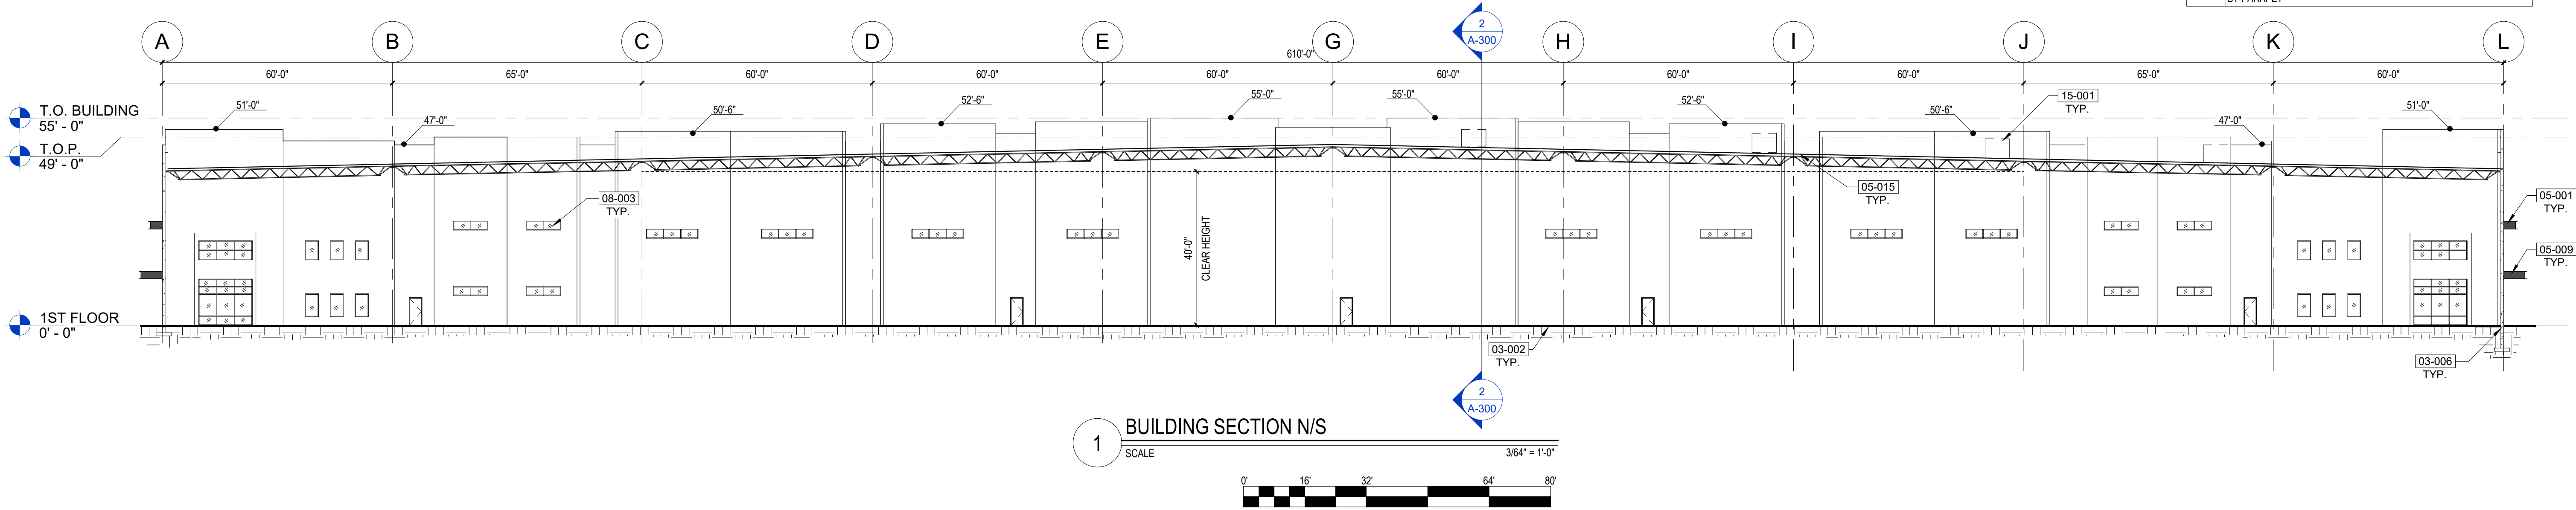 BY PARAPET
A
B
C
D
E
G
H
I
J
K
L
2
A-300
610'-0"
60'-0"
65'-0"
60'-0"
60'-0"
60'-0"
60'-0"
60'-0"
60'-0"
65'-0"
60'-0"
T.O. BUILDING
55' - 0"
T.O.P.
49' - 0"
51'-0"
47'-0"
50'-6"
52'-6"
55'-0"
55'-0"
52'-6"
50'-6"
15-001
TYP.
47'-0"
51'-0"
08-003
TYP.
05-015
TYP.
05-001
TYP.
05-009
TYP.
40'-0"
CLEAR HEIGHT
1ST FLOOR
0' - 0"
03-002
TYP.
03-006
TYP.
2
A-300
1
BUILDING SECTION N/S
SCALE
3/64" = 1'-0"
0'
16'
32'
64'
80'